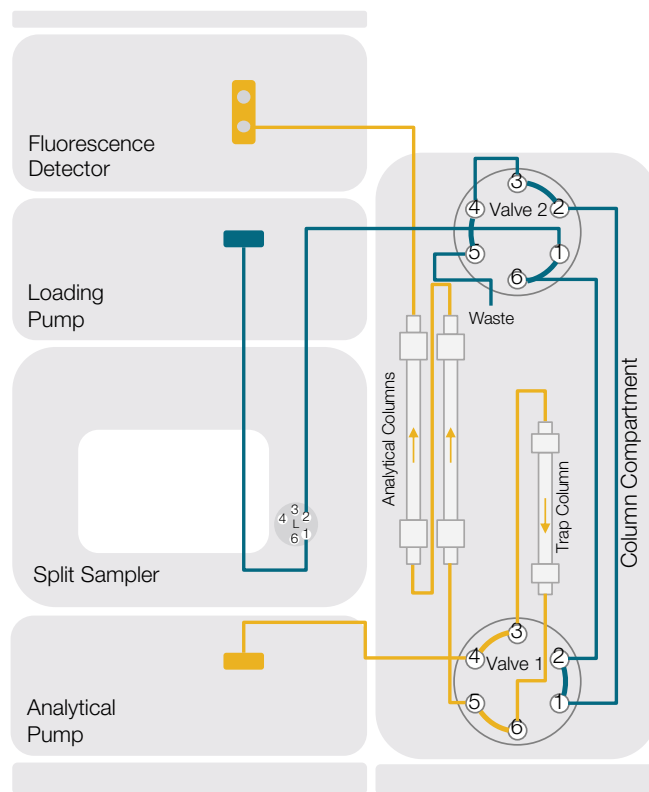 Fluorescence
Detector
Loading
Pump
Split Sampler
3
4
2
L
6
1
Analytical
Pump
3
4
Valve 2
2
5
1
6
Waste
Analytical Columns
Trap Column
Column Compartment
3
4
Valve 1
2
5
1
6